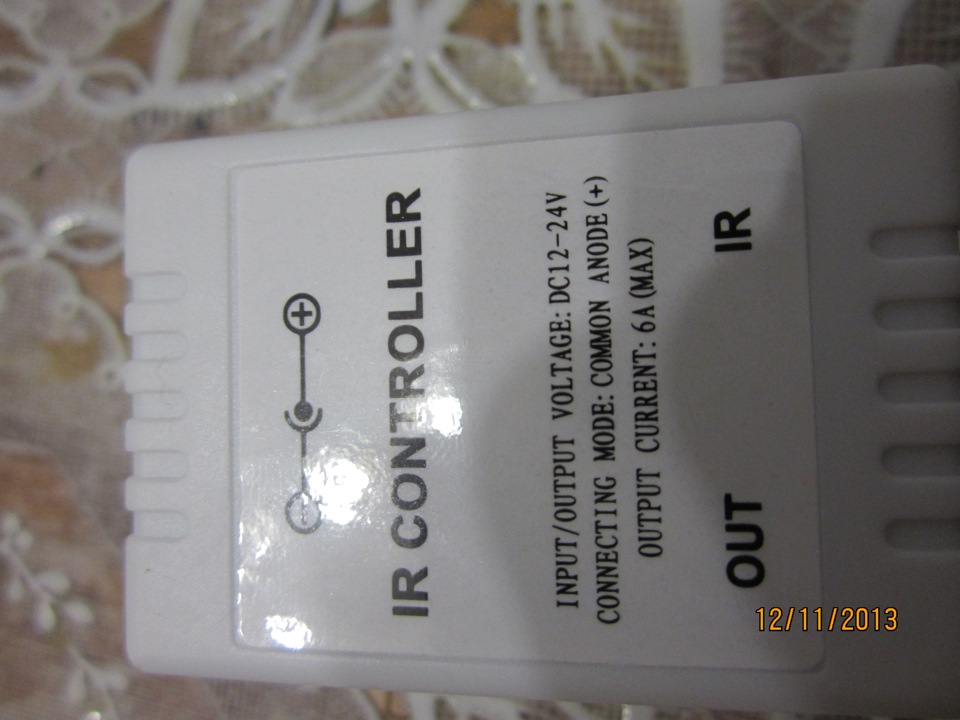 IR CONTROLLER
INPUT/OUTPUT VOLTAGE: DC12-24V
CONNECTING MODE: COMMON ANODE (+)
OUTPUT CURRENT: 6A (MAX)
OUT IR
12/11/2013